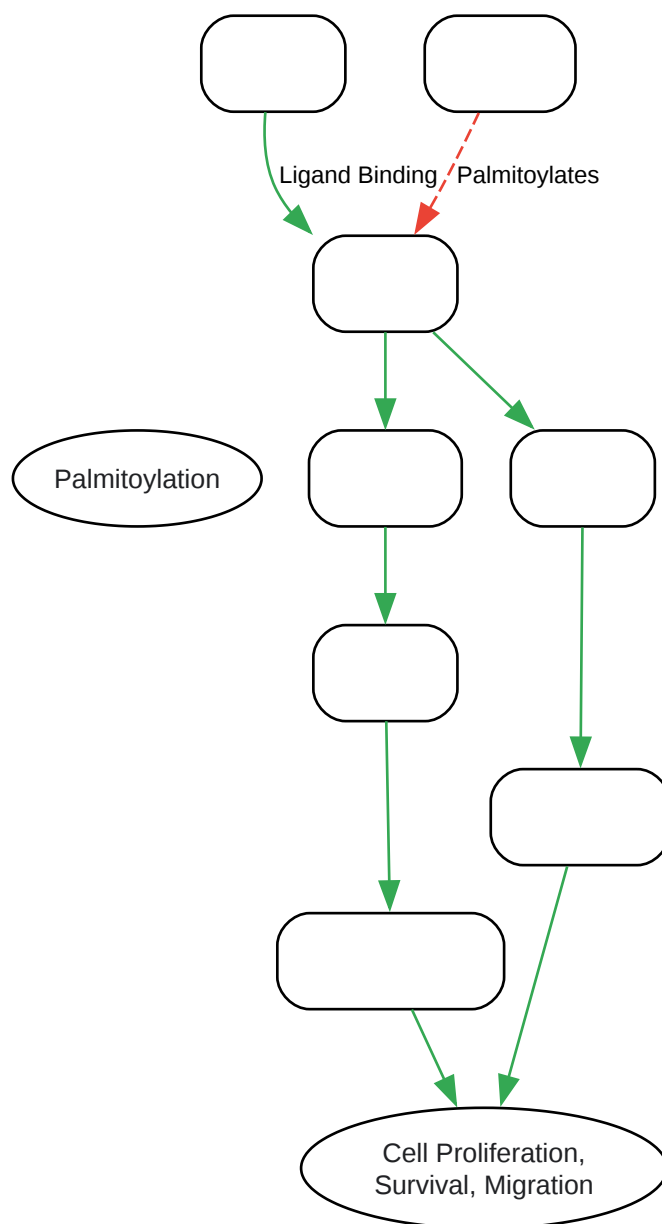 Ligand Binding
Palmitoylates
Palmitoylation
Cell Proliferation,
Survival, Migration